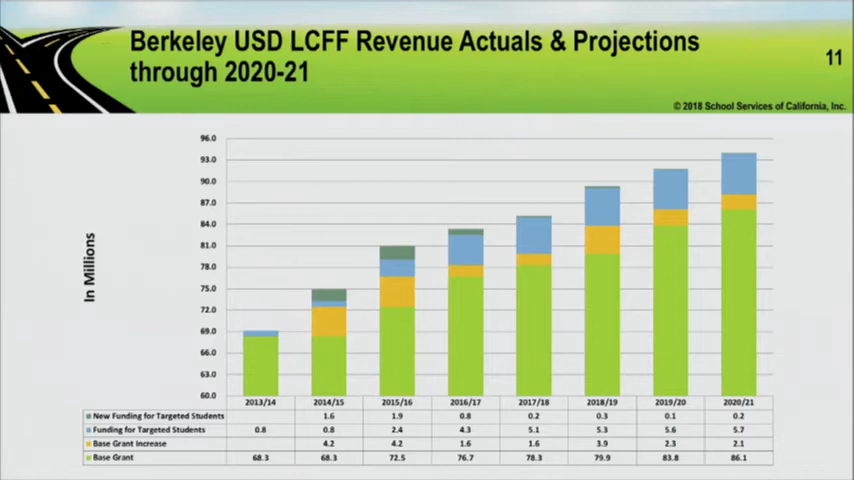 Berkeley USD LCFF Revenue Actuals & Projections
through 2020-21
11
© 2018 School Services of California, Inc.
In Millions
96.0
93.0
90.0
87.0
84.0
81.0
78.0
75.0
72.0
69.0
66.0
63.0
60.0
2013/14 2014/15 2015/16 2016/17 2017/18 2018/19 2019/20 2020/21
New Funding for Targeted Students 1.6 1.9 0.8 0.2 0.3 0.1 0.2
Funding for Targeted Students 0.8 0.8 2.4 4.3 5.1 5.3 5.6 5.7
Base Grant Increase 4.2 4.2 1.6 1.6 3.9 2.3 2.1
Base Grant 68.3 68.3 72.5 76.7 78.3 79.9 83.8 86.1